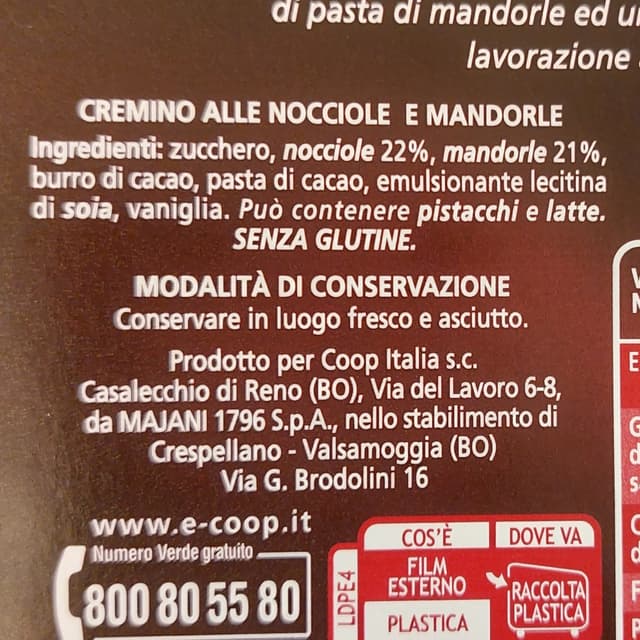 di pasta di mandorle ed
lavorazione
CREMINO ALLE NOCCIOLE E MANDORLE
Ingredienti: zucchero, nocciole 22%, mandorle 21%,
burro di cacao, pasta di cacao, emulsionante lecitina
di soia, vaniglia. Può contenere pistacchi e latte.
SENZA GLUTINE.
MODALITÀ DI CONSERVAZIONE
Conservare in luogo fresco e asciutto.
Prodotto per Coop Italia s.c.
Casalecchio di Reno (BO), Via del Lavoro 6-8,
da MAJANI 1796 S.p.A., nello stabilimento di
Crespellano - Valsamoggia (BO)
Via G. Brodolini 16
www.e-coop.it
Numero Verde gratuito
800 80 55 80
LDPE4
COS'È
DOVE VA
FILM
ESTERNO
PLASTICA
RACCOLTA
PLASTICA